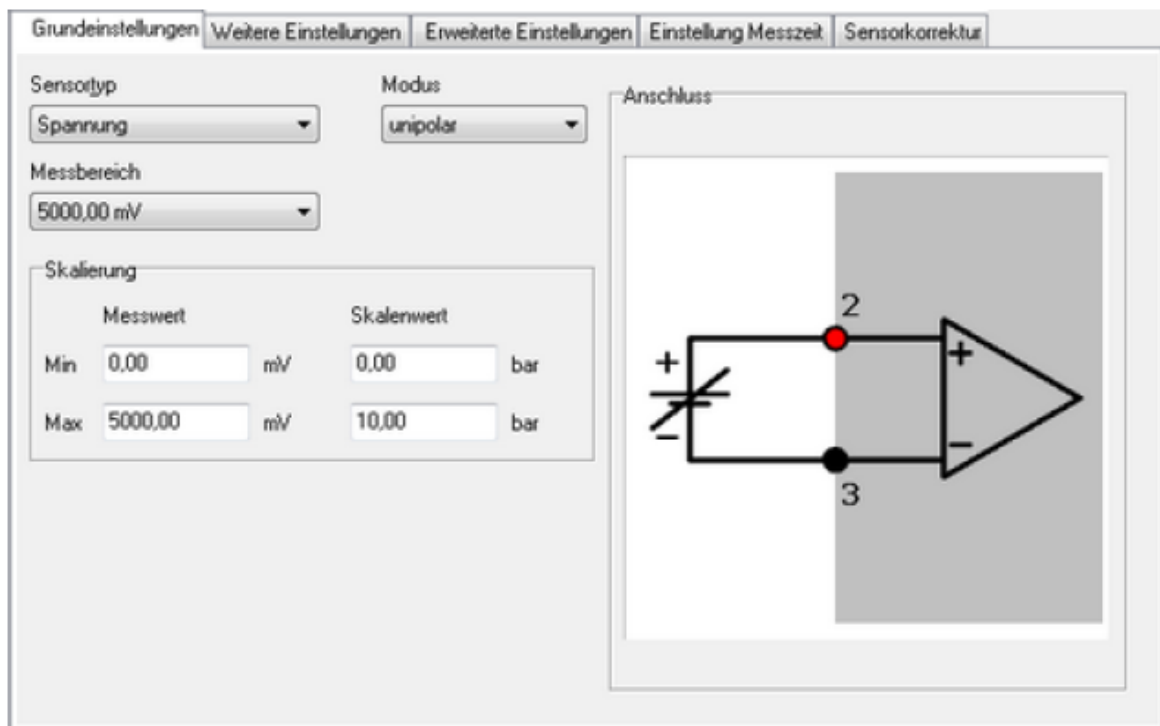 Grundeinstellungen Weitere Einstellungen Erweiterte Einstellungen Einstellung Messzeit Sensorkorrektur
Sensortyp Modus
Spannung unipolar
Messbereich
5000,00 mV
Skalierung
Messwert Skalenwert
Min 0,00 mV 0,00 bar
Max 5000,00 mV 10,00 bar
Anschluss
2
+ +
− −
3